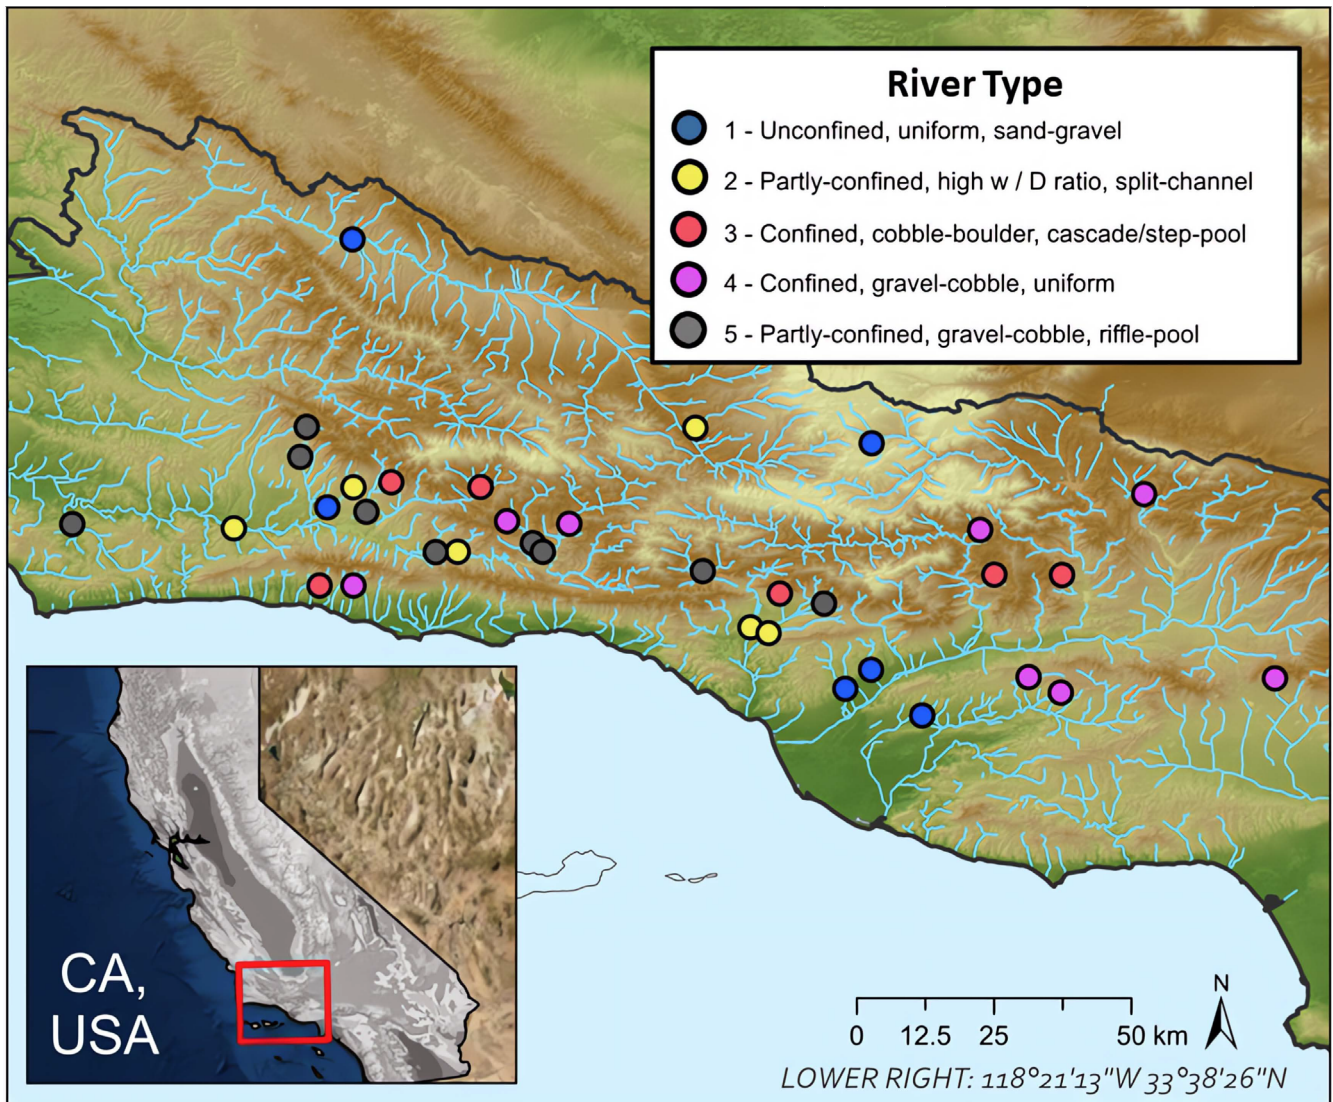 River Type
1 - Unconfined, uniform, sand-gravel
2 - Partly-confined, high w / D ratio, split-channel
3 - Confined, cobble-boulder, cascade/step-pool
4 - Confined, gravel-cobble, uniform
5 - Partly-confined, gravel-cobble, riffle-pool
CA,
USA
N
0 12.5 25 50 km
LOWER RIGHT: 118°21'13"W 33°38'26"N